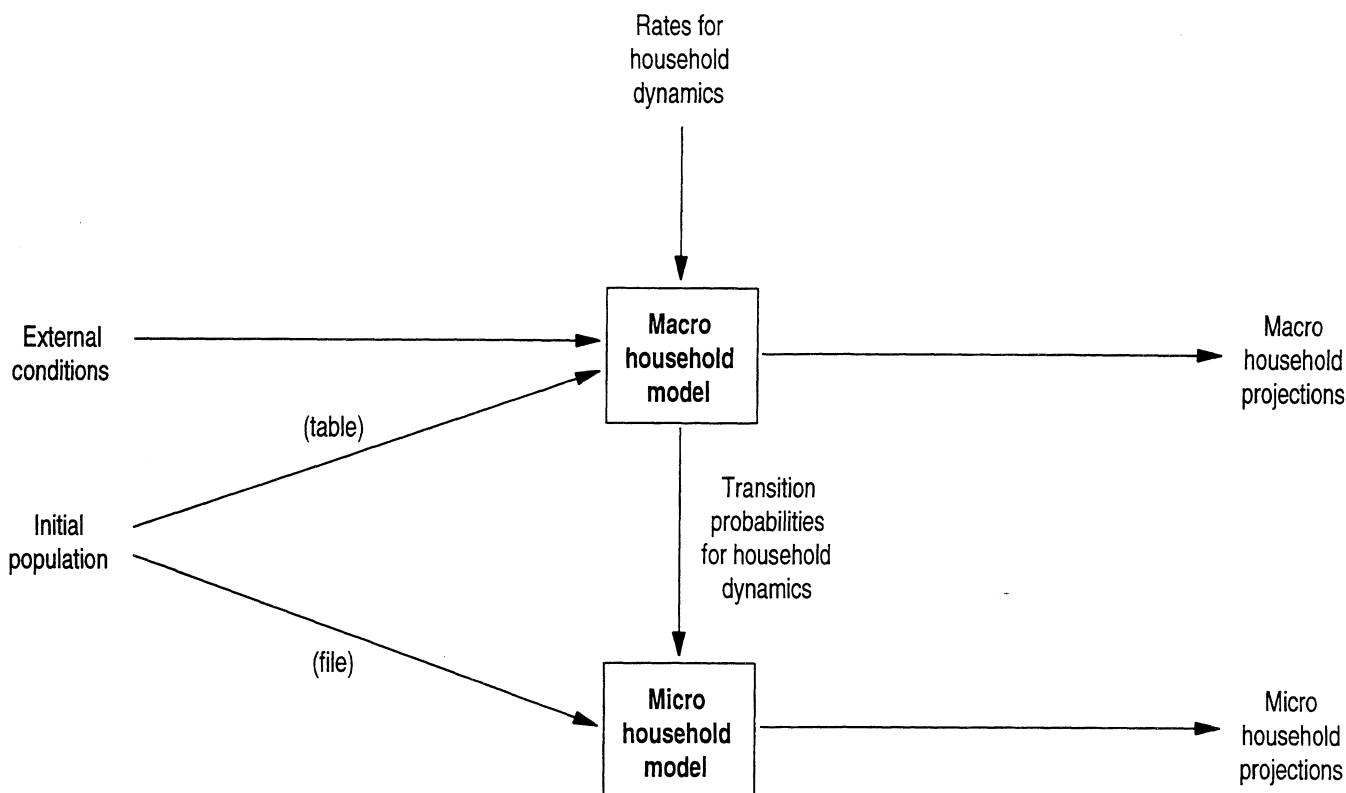 Rates for
household
dynamics
External
conditions
Macro
household
model
Macro
household
projections
(table)
Initial
population
Transition
probabilities
for household
dynamics
(file)
Micro
household
model
Micro
household
projections